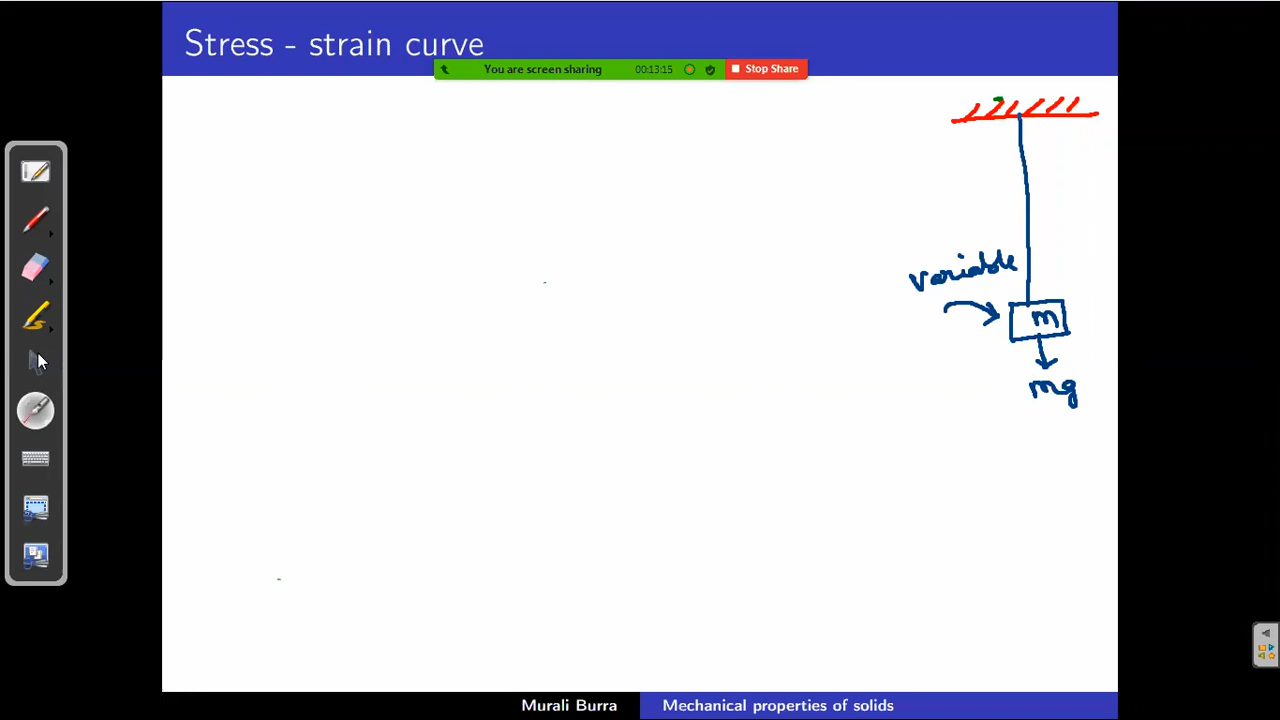 Stress - strain curve
You are screen sharing 00:13:15 Stop Share
variable
m
mg
Murali Burra Mechanical properties of solids